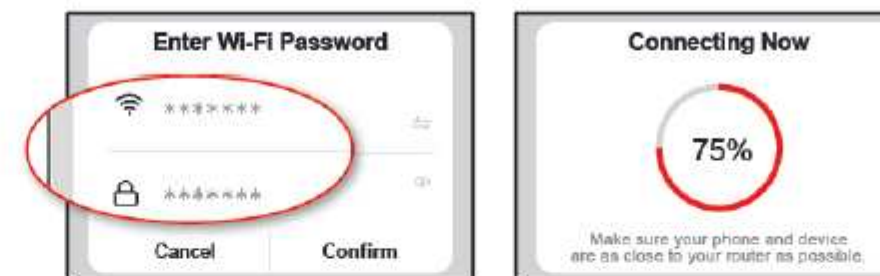 Enter Wi-Fi Password
*******
*******
Cancel Confirm
Connecting Now
75%
Make sure your phone and device
are as close to your router as possible.